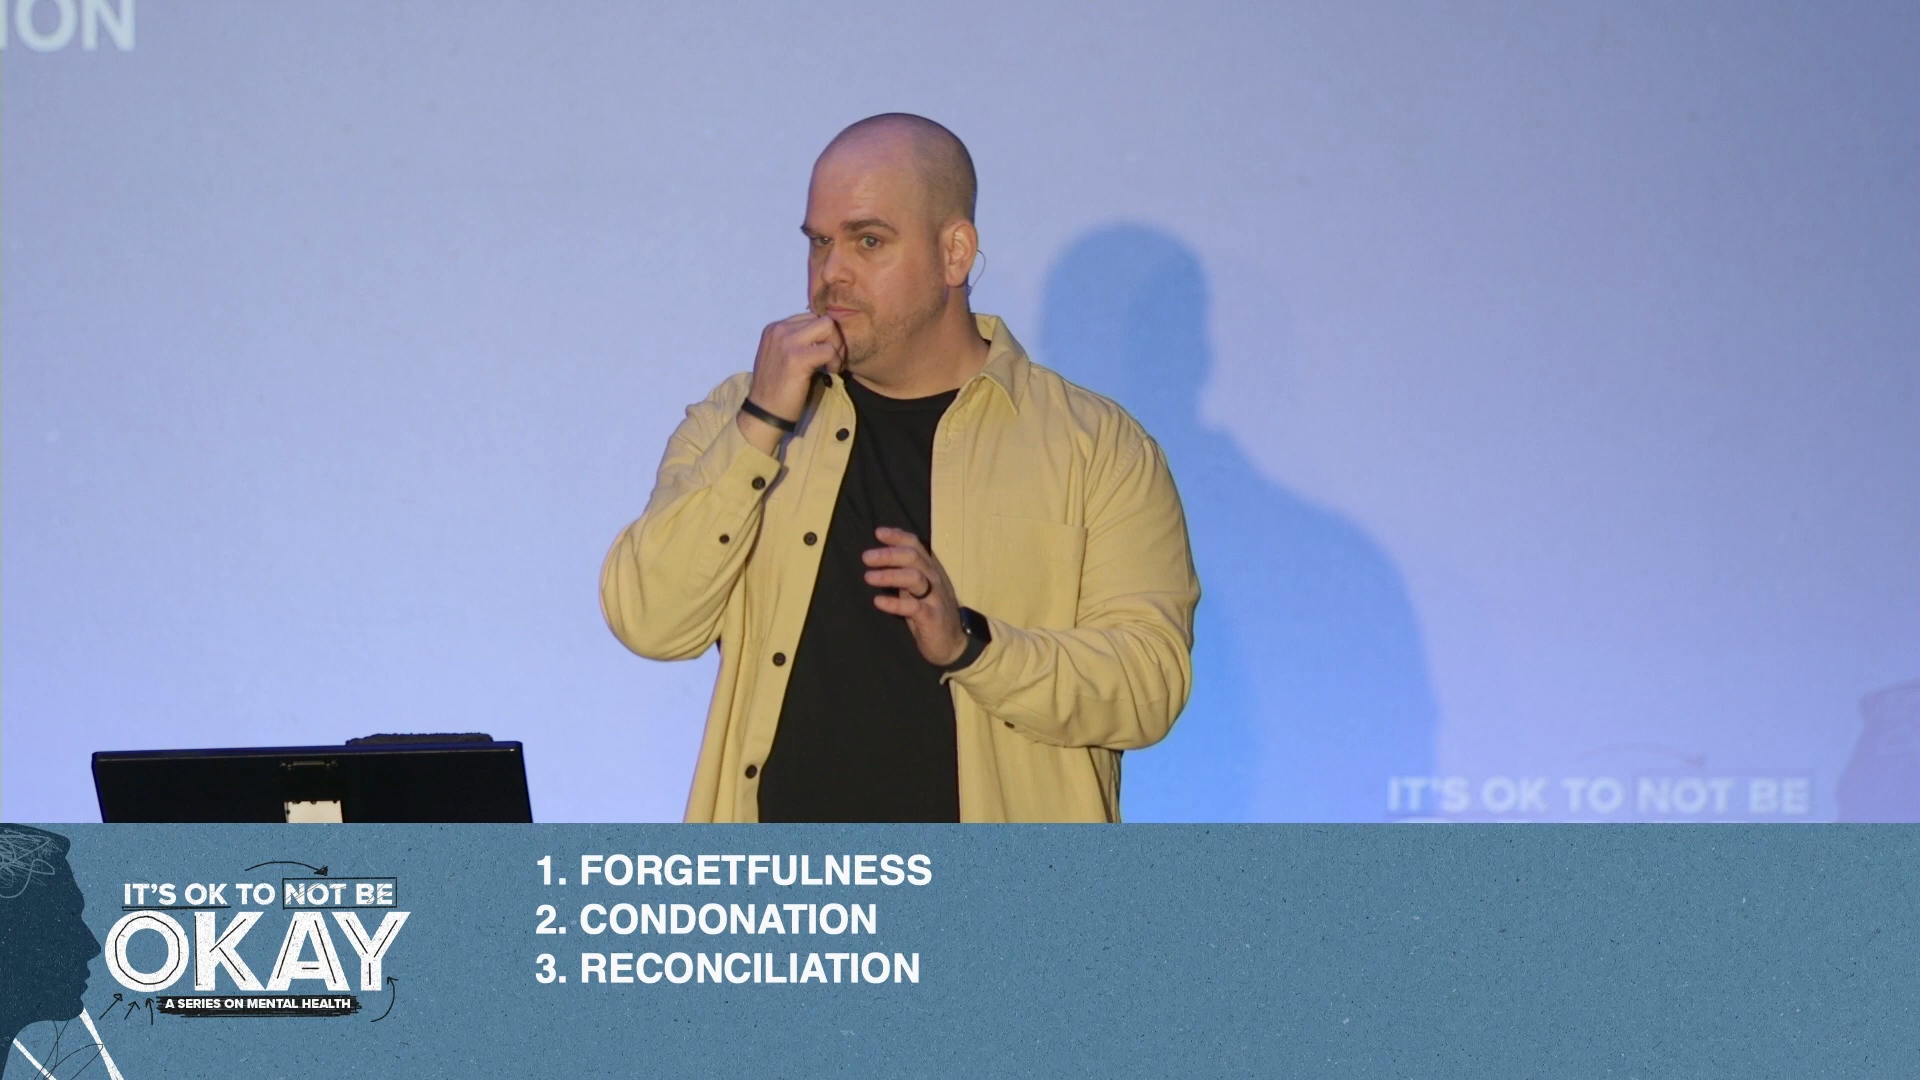 ION
IT'S OK TO NOT BE
IT'S OK TO NOT BE
OKAY
A SERIES ON MENTAL HEALTH
1. FORGETFULNESS
2. CONDONATION
3. RECONCILIATION